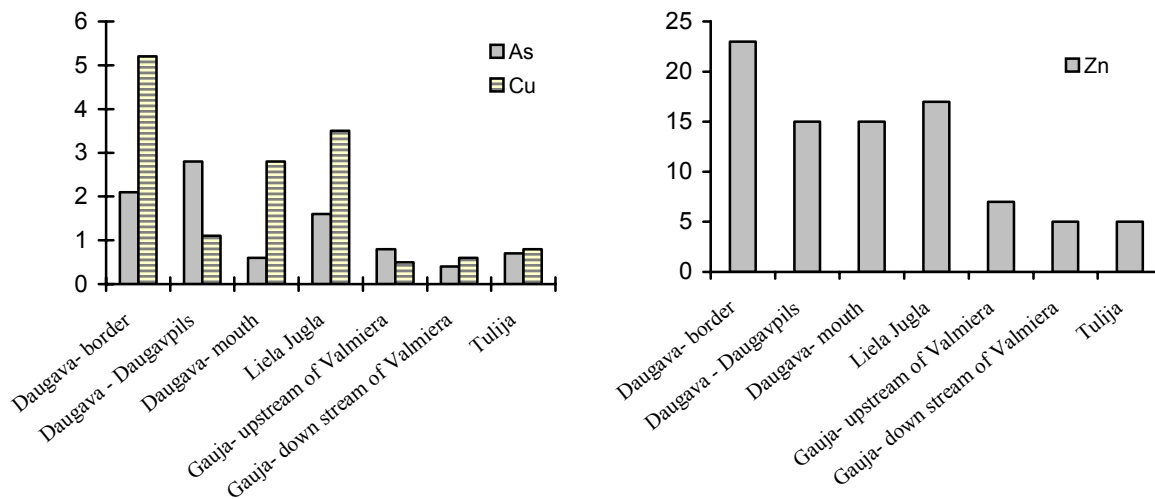 6
5
4
3
2
1
0
As
Cu
Daugava- border
Daugava - Daugavpils
Daugava- mouth
Liela Jugla
Gauja- upstream of Valmiera
Gauja- down stream of Valmiera
Tulija
25
20
15
10
5
0
Zn
Daugava- border
Daugava - Daugavpils
Daugava- mouth
Liela Jugla
Gauja- upstream of Valmiera
Gauja- down stream of Valmiera
Tulija